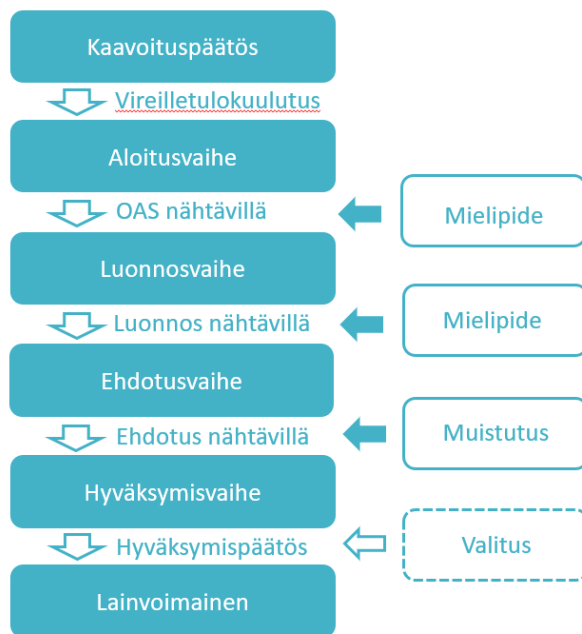 Kaavoituspäätös
Vireilletulokuulutus
Aloitusvaihe
OAS nähtävillä
Mielipide
Luonnosvaihe
Luonnos nähtävillä
Mielipide
Ehdotusvaihe
Ehdotus nähtävillä
Muistutus
Hyväksymisvaihe
Hyväksymispäätös
Valitus
Lainvoimainen